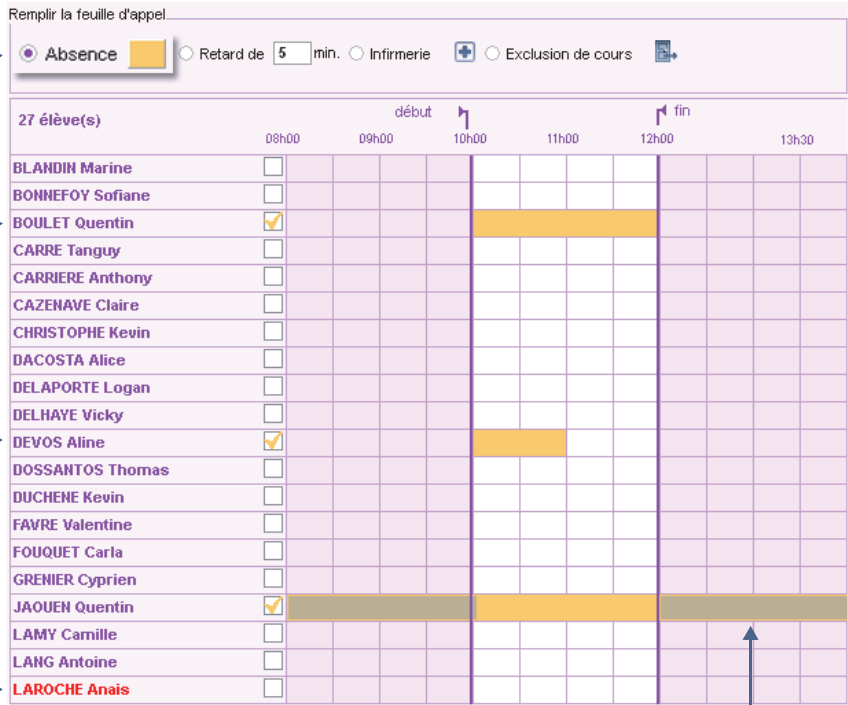 Remplir la feuille d'appel
Absence Retard de 5 min. Infirmerie Exclusion de cours
27 élève(s) début fin
08h00 09h00 10h00 11h00 12h00 13h30
BLANDIN Marine
BONNEFOY Sofiane
BOULET Quentin
CARRE Tanguy
CARRIERE Anthony
CAZENAVE Claire
CHRISTOPHE Kevin
DACOSTA Alice
DELAPORTE Logan
DELHAYE Vicky
DEVOS Aline
DOSSANTOS Thomas
DUCHENE Kevin
FAVRE Valentine
FOUQUET Carla
GRENIER Cyprien
JAOUEN Quentin
LAMY Camille
LANG Antoine
LAROCHE Anais